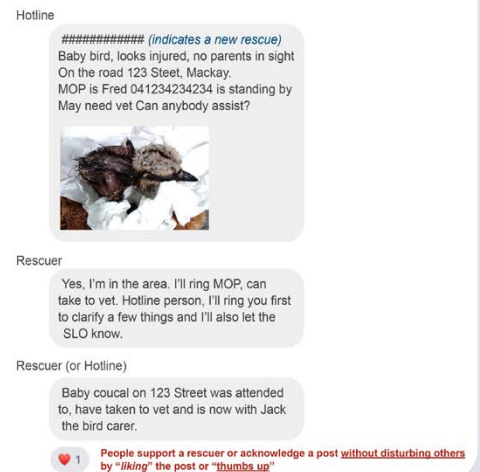 Hotline
############ (indicates a new rescue)
Baby bird, looks injured, no parents in sight
On the road 123 Steet, Mackay.
MOP is Fred 041234234234 is standing by
May need vet Can anybody assist?
Rescuer
Yes, I'm in the area. I'll ring MOP, can
take to vet. Hotline person, I'll ring you first
to clarify a few things and I'll also let the
SLO know.
Rescuer (or Hotline)
Baby coucal on 123 Street was attended
to, have taken to vet and is now with Jack
the bird carer.
1
People support a rescuer or acknowledge a post without disturbing others
by "liking" the post or "thumbs up"